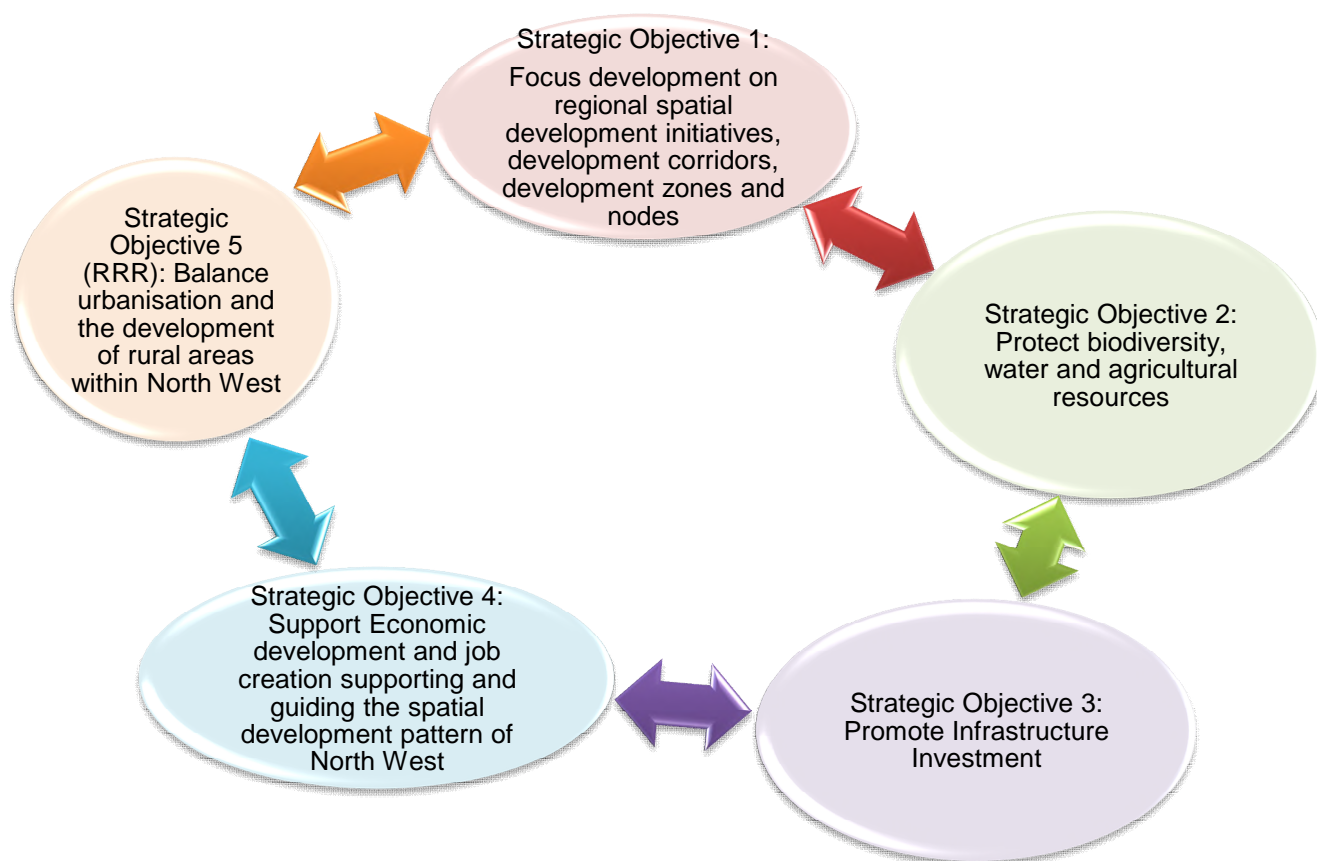 Strategic Objective 1:
Focus development on
regional spatial
development initiatives,
development corridors,
development zones and
nodes
Strategic Objective 2:
Protect biodiversity,
water and agricultural
resources
Strategic Objective 3:
Promote Infrastructure
Investment
Strategic Objective 4:
Support Economic
development and job
creation supporting and
guiding the spatial
development pattern of
North West
Strategic
Objective 5
(RRR): Balance
urbanisation and
the development
of rural areas
within North West